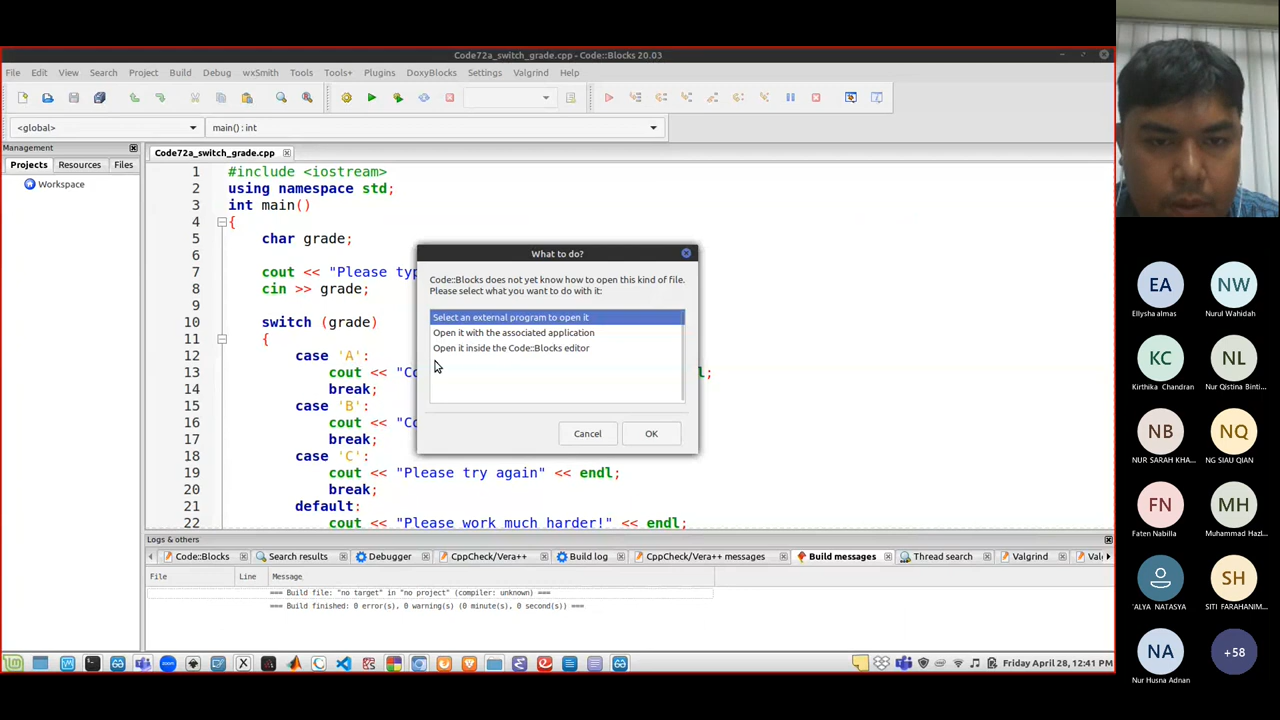 Code72a_switch_grade.cpp - Code::Blocks 20.03
File Edit View Search Project Build Debug wxSmith Tools Tools+ Plugins DoxyBlocks Settings Valgrind Help
<global> main() : int
Management
Projects Resources Files
Workspace
Code72a_switch_grade.cpp
1 #include <iostream>
2 using namespace std;
3 int main()
4 {
5 char grade;
6
7 cout << "Please typ
8 cin >> grade;
9
10 switch (grade)
11 {
12 case 'A':
13 cout << "Co l;
14 break;
15 case 'B':
16 cout << "Co
17 break;
18 case 'C':
19 cout << "Please try again" << endl;
20 break;
21 default:
22 cout << "Please work much harder!" << endl;
What to do?
Code::Blocks does not yet know how to open this kind of file.
Please select what you want to do with it:
Select an external program to open it
Open it with the associated application
Open it inside the Code::Blocks editor
Cancel OK
Logs & others
Code::Blocks Search results Debugger CppCheck/Vera++ Build log CppCheck/Vera++ messages Build messages Thread search Valgrind Val
File Line Message
=== Build file: "no target" in "no project" (compiler: unknown) ===
=== Build finished: 0 error(s), 0 warning(s) (0 minute(s), 0 second(s)) ===
Friday April 28, 12:41 PM
EA NW
Ellysha almas Nurul Wahidah
KC NL
Kirthika Chandran Nur Qistina Binti...
NB NQ
NUR SARAH KHA... NG SIAU QIAN
FN MH
Faten Nabilla Muhammad Hazi...
SH
'ALYA NATASYA SITI FARAHANIM...
NA +58
Nur Husna Adnan